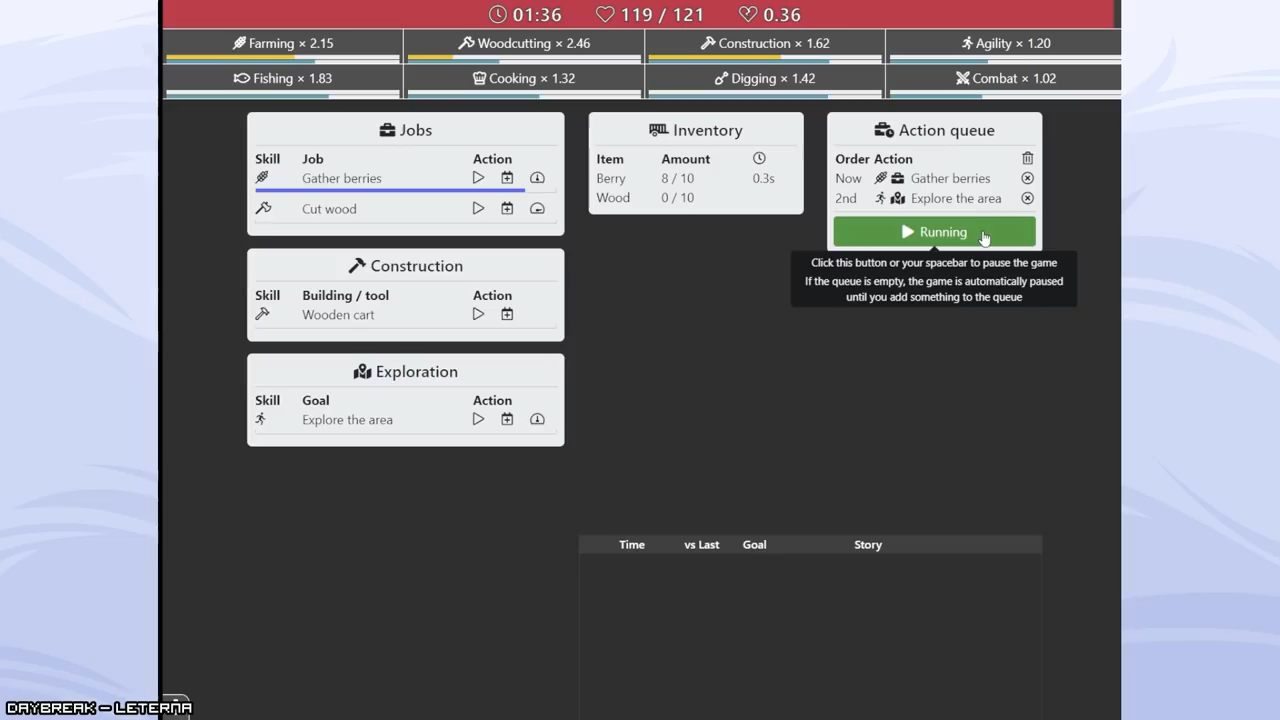 01:36 119 / 121 0.36
Farming × 2.15 Woodcutting × 2.46 Construction × 1.62 Agility × 1.20
Fishing × 1.83 Cooking × 1.32 Digging × 1.42 Combat × 1.02
Jobs
Skill Job Action
Gather berries
Cut wood
Construction
Skill Building / tool Action
Wooden cart
Exploration
Skill Goal Action
Explore the area
Inventory
Item Amount
Berry 8 / 10 0.3s
Wood 0 / 10
Action queue
Order Action
Now Gather berries
2nd Explore the area
Running
Click this button or your spacebar to pause the game
If the queue is empty, the game is automatically paused
until you add something to the queue
Time vs Last Goal Story
DAYBREAK – LETERNA